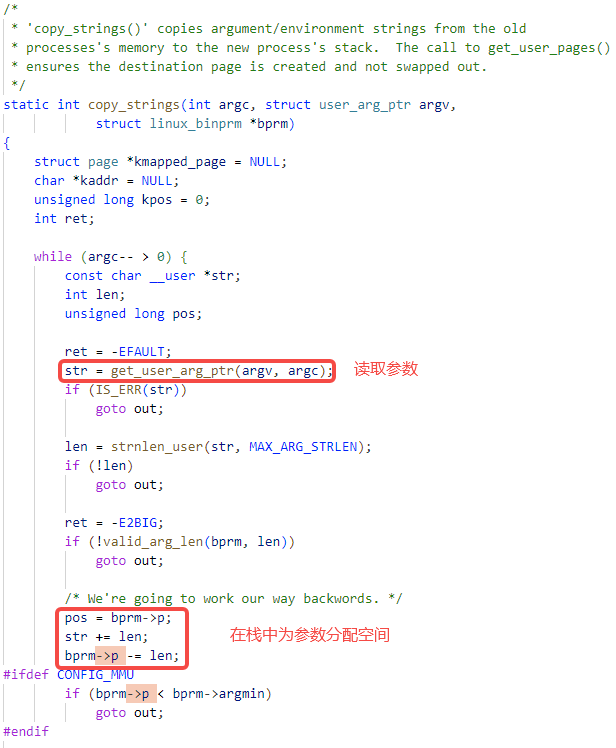 /*
* 'copy_strings()' copies argument/environment strings from the old
* processes's memory to the new process's stack.  The call to get_user_pages()
* ensures the destination page is created and not swapped out.
*/
static int copy_strings(int argc, struct user_arg_ptr argv,
struct linux_binprm *bprm)
{
struct page *kmapped_page = NULL;
char *kaddr = NULL;
unsigned long kpos = 0;
int ret;
while (argc-- > 0) {
const char __user *str;
int len;
unsigned long pos;
ret = -EFAULT;
str = get_user_arg_ptr(argv, argc); 读取参数
if (IS_ERR(str))
goto out;
len = strnlen_user(str, MAX_ARG_STRLEN);
if (!len)
goto out;
ret = -E2BIG;
if (!valid_arg_len(bprm, len))
goto out;
/* We're going to work our way backwords. */
pos = bprm->p;
str += len; 在栈中为参数分配空间
bprm->p -= len;
#ifdef CONFIG_MMU
if (bprm->p < bprm->argmin)
goto out;
#endif